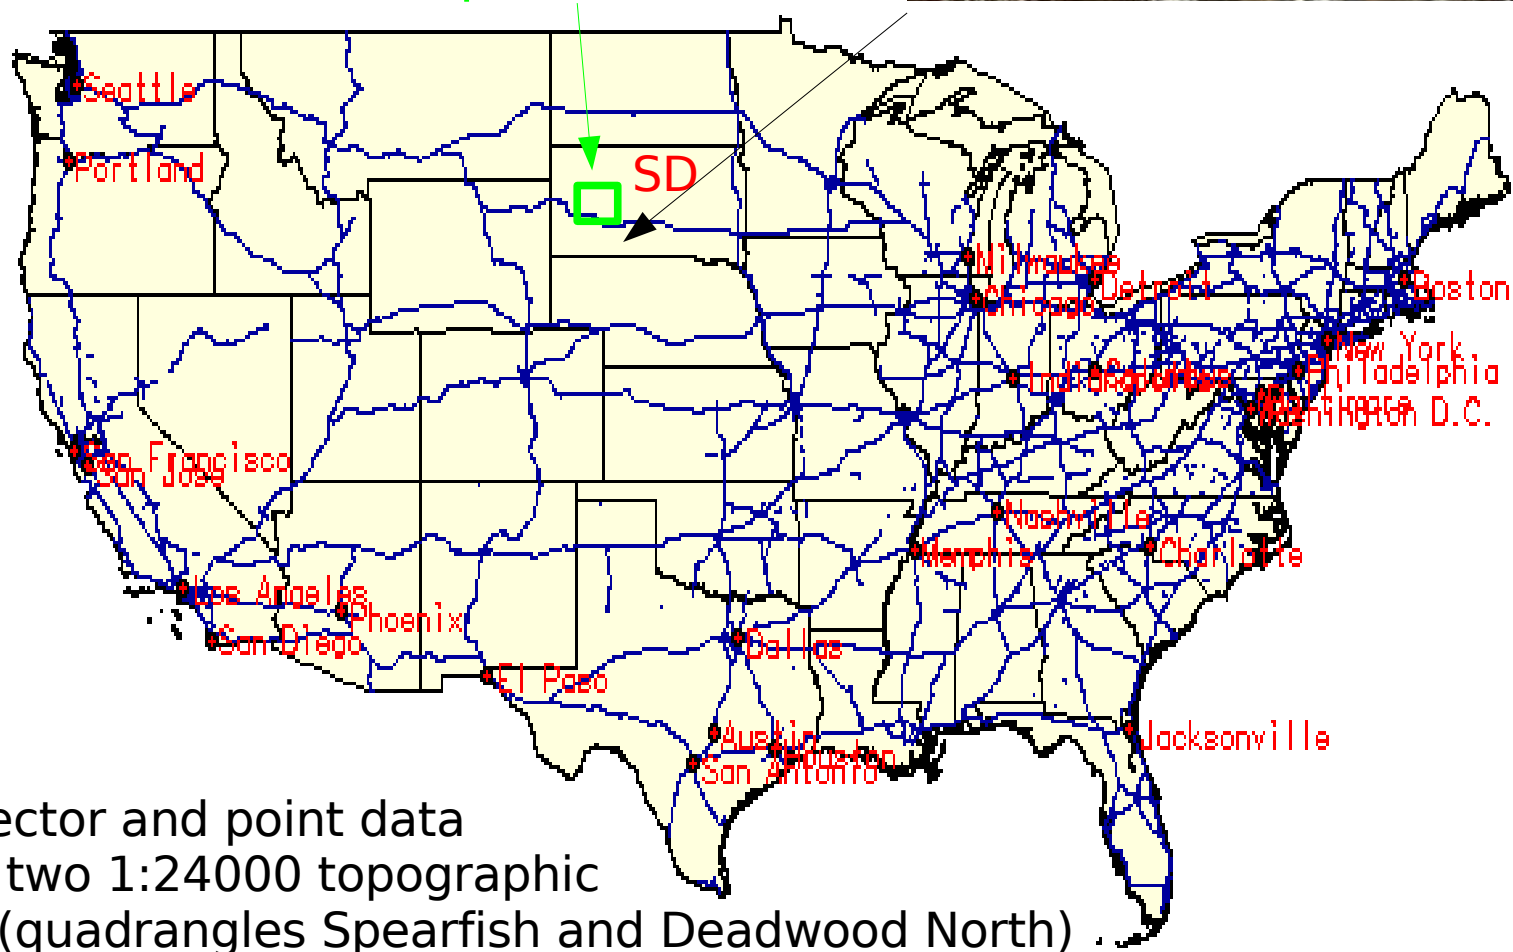 SD
Seattle
Portland
Milwaukee
Detroit
Chicago
Boston
New York,
Philadelphia
Washington D.C.
San Francisco
San Jose
Nashville
Memphis
Charlotte
Los Angeles
Phoenix
San Diego
Dallas
El Paso
Austin
Houston
San Antonio
Jacksonville
ector and point data
two 1:24000 topographic
(quadrangles Spearfish and Deadwood North)